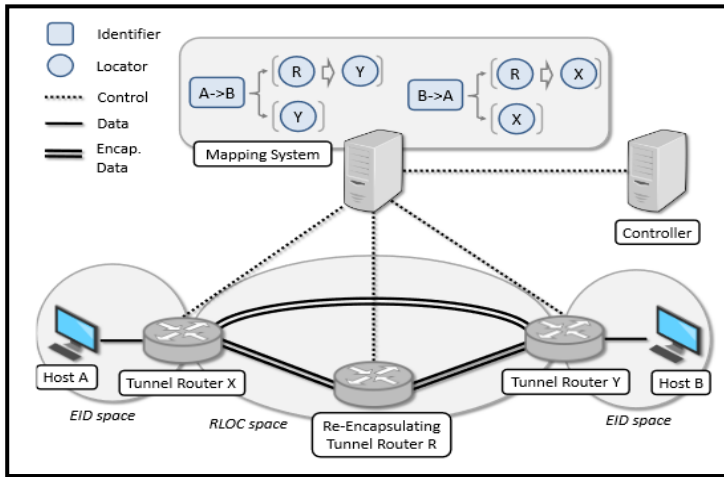 Identifier
Locator
Control
Data
Encap.
Data
A->B
R
Y
Y
B->A
R
X
X
Mapping System
Controller
Host A
Tunnel Router X
Tunnel Router Y
Host B
EID space
RLOC space
Re-Encapsulating
Tunnel Router R
EID space